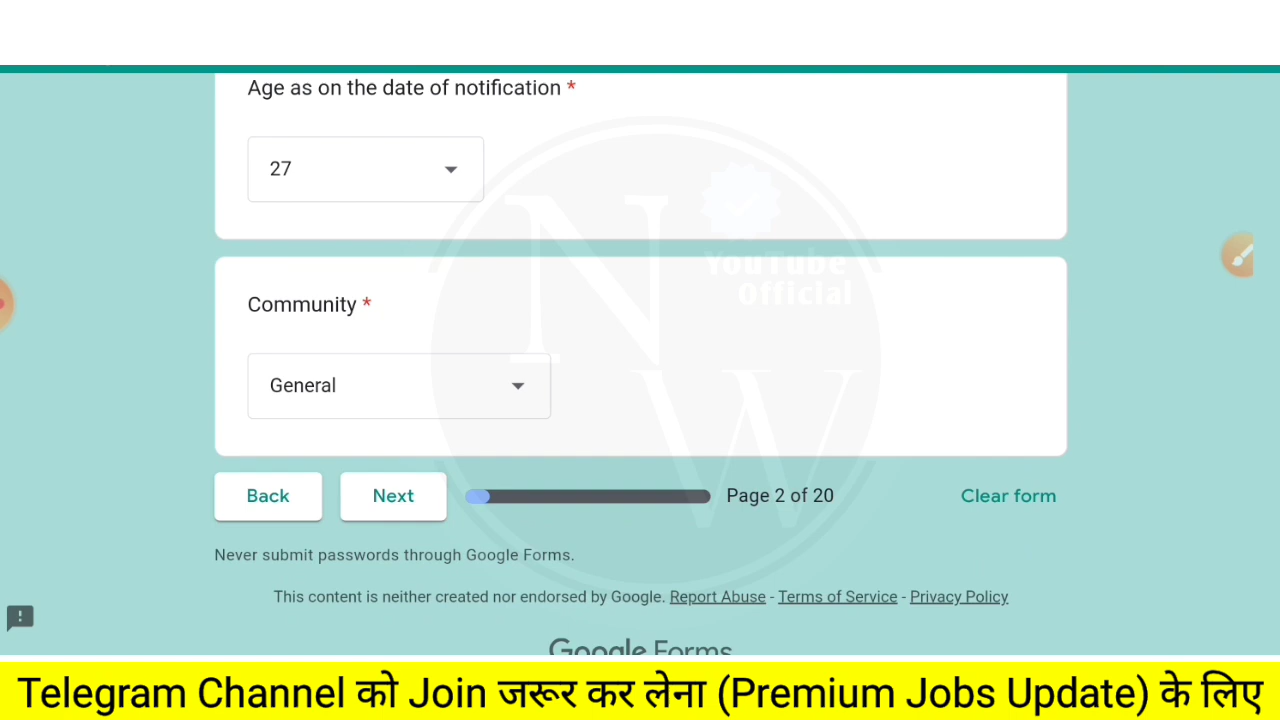 Age as on the date of notification *
27
Community *
General
YouTube
Official
N
W
Back Next Page 2 of 20 Clear form
Never submit passwords through Google Forms.
This content is neither created nor endorsed by Google. Report Abuse - Terms of Service - Privacy Policy
Google Forms
Telegram Channel को Join जरूर कर लेना (Premium Jobs Update) के लिए